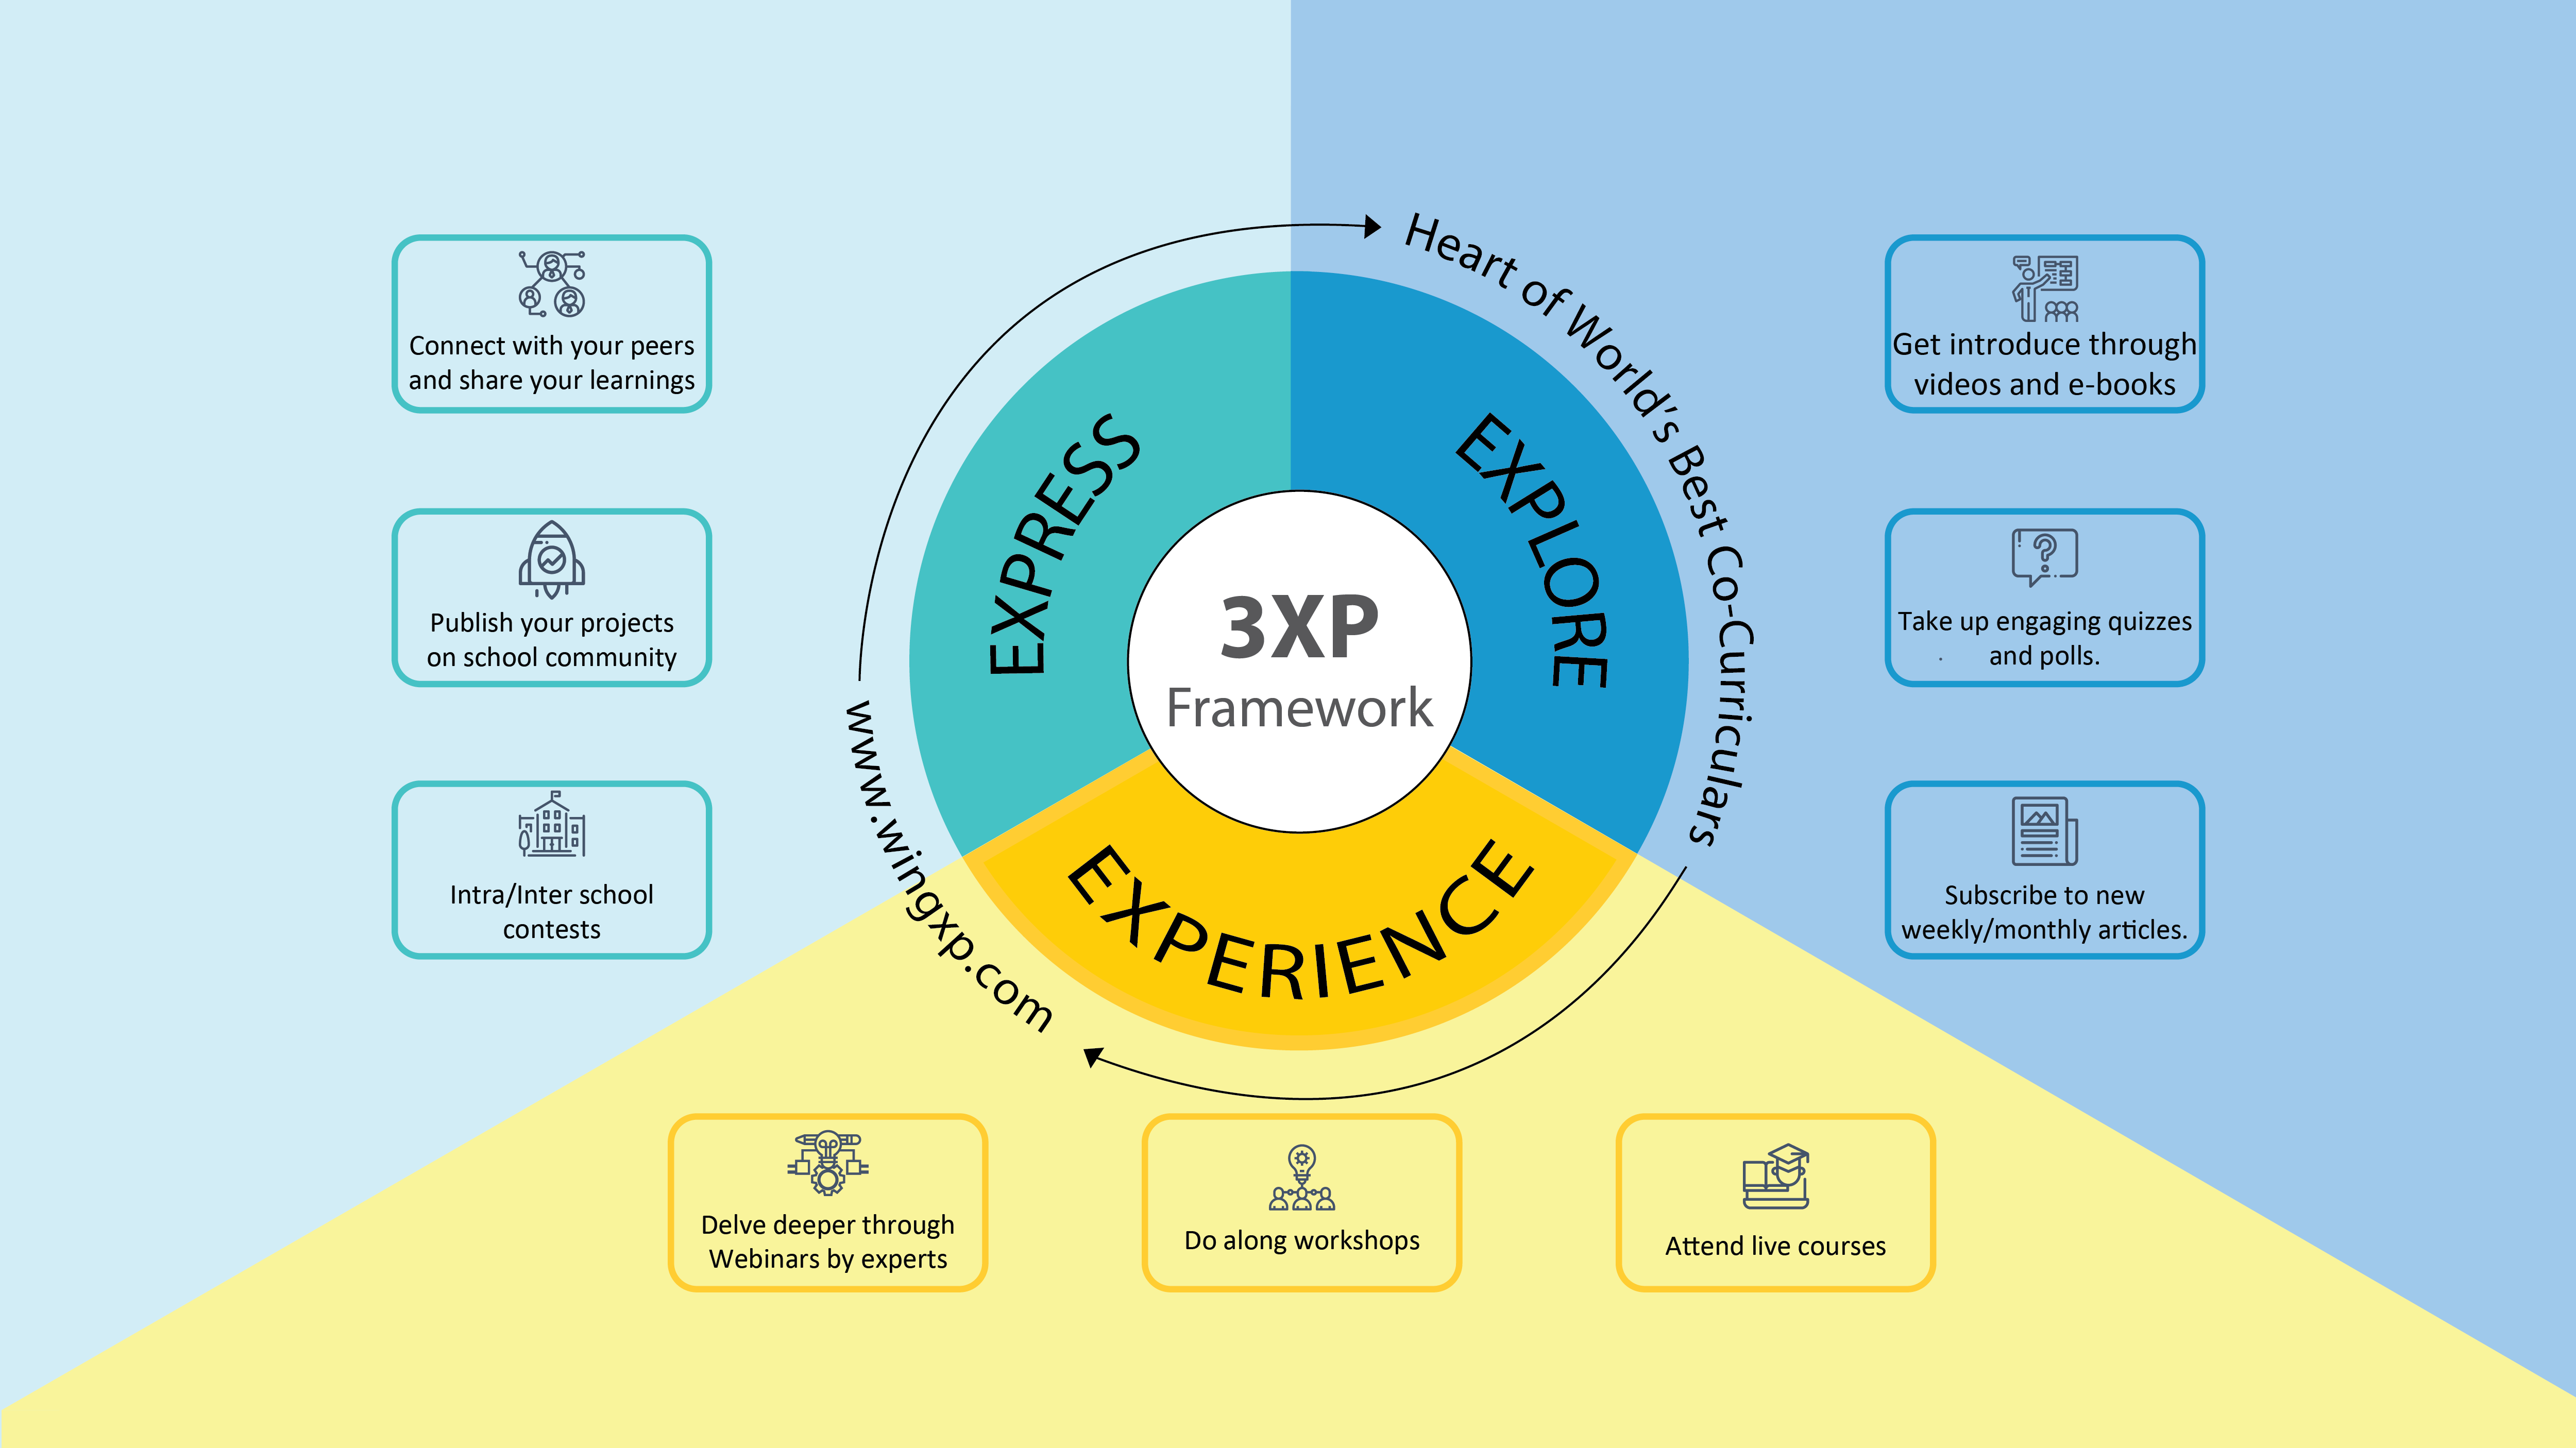 Heart of World's Best Co-Curriculars
www.wingxp.com
3XP
Framework
EXPRESS
EXPLORE
EXPERIENCE
Connect with your peers
and share your learnings
Publish your projects
on school community
Intra/Inter school
contests
Get introduce through
videos and e-books
Take up engaging quizzes
and polls.
Subscribe to new
weekly/monthly articles.
Delve deeper through
Webinars by experts
Do along workshops
Attend live courses